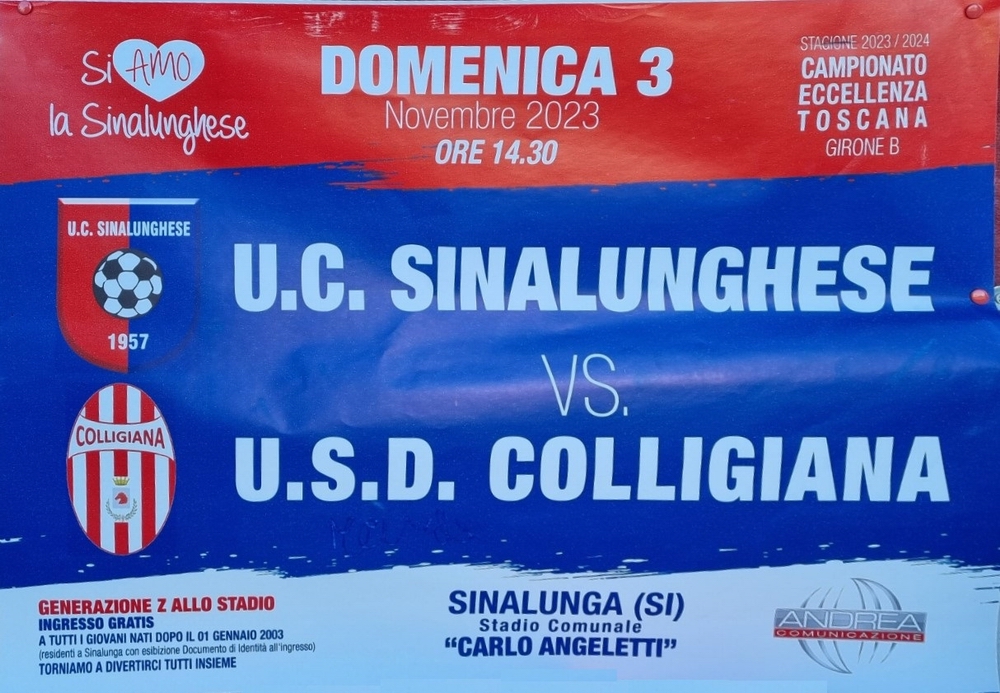 Si AMO
la Sinalunghese
DOMENICA 3
Novembre 2023
ORE 14.30
STAGIONE 2023 / 2024
CAMPIONATO
ECCELLENZA
TOSCANA
GIRONE B
U.C. SINALUNGHESE
1957
U.C. SINALUNGHESE
VS.
COLLIGIANA
U.S.D. COLLIGIANA
GENERAZIONE Z ALLO STADIO
INGRESSO GRATIS
A TUTTI I GIOVANI NATI DOPO IL 01 GENNAIO 2003
(residenti a Sinalunga con esibizione Documento di Identità all'ingresso)
TORNIAMO A DIVERTIRCI TUTTI INSIEME
SINALUNGA (SI)
Stadio Comunale
"CARLO ANGELETTI"
ANDREA
COMUNICAZIONE